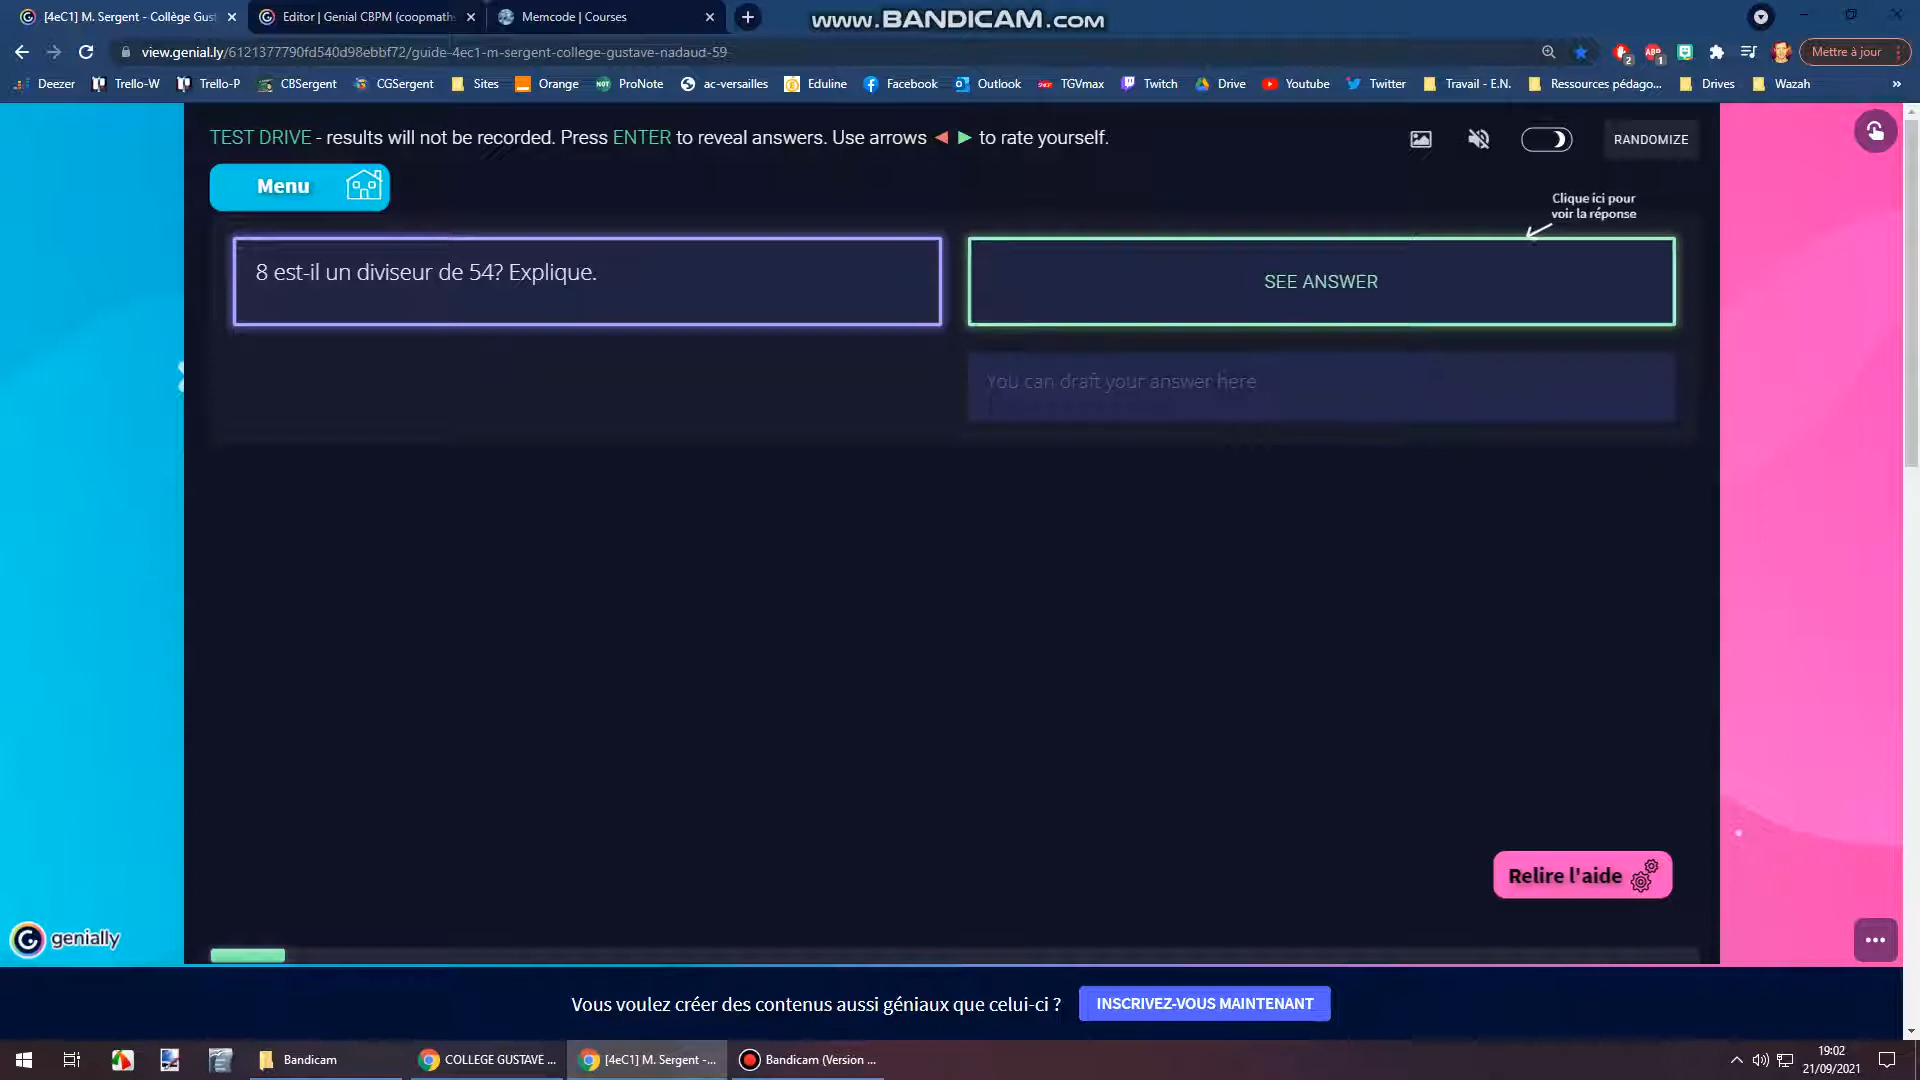 [4eC1] M. Sergent - Collège Gust
Editor | Genial CBPM (coopmaths
Memcode | Courses
www.BANDICAM.com
view.genial.ly/6121377790fd540d98ebbf72/guide-4ec1-m-sergent-college-gustave-nadaud-59
2
ABP
1
Mettre à jour
Deezer
Trello-W
Trello-P
CBSergent
CGSergent
Sites
Orange
ProNote
ac-versailles
Eduline
Facebook
Outlook
TGVmax
Twitch
Drive
Youtube
Twitter
Travail - E.N.
Ressources pédago...
Drives
Wazah
»
TEST DRIVE - results will not be recorded. Press ENTER to reveal answers. Use arrows ◀ ▶ to rate yourself.
RANDOMIZE
Menu
Clique ici pour
voir la réponse
8 est-il un diviseur de 54? Explique.
SEE ANSWER
You can draft your answer here
Relire l'aide
genially
Vous voulez créer des contenus aussi géniaux que celui-ci ?
INSCRIVEZ-VOUS MAINTENANT
Bandicam
COLLEGE GUSTAVE ...
[4eC1] M. Sergent -...
Bandicam (Version ...
19:02
21/09/2021